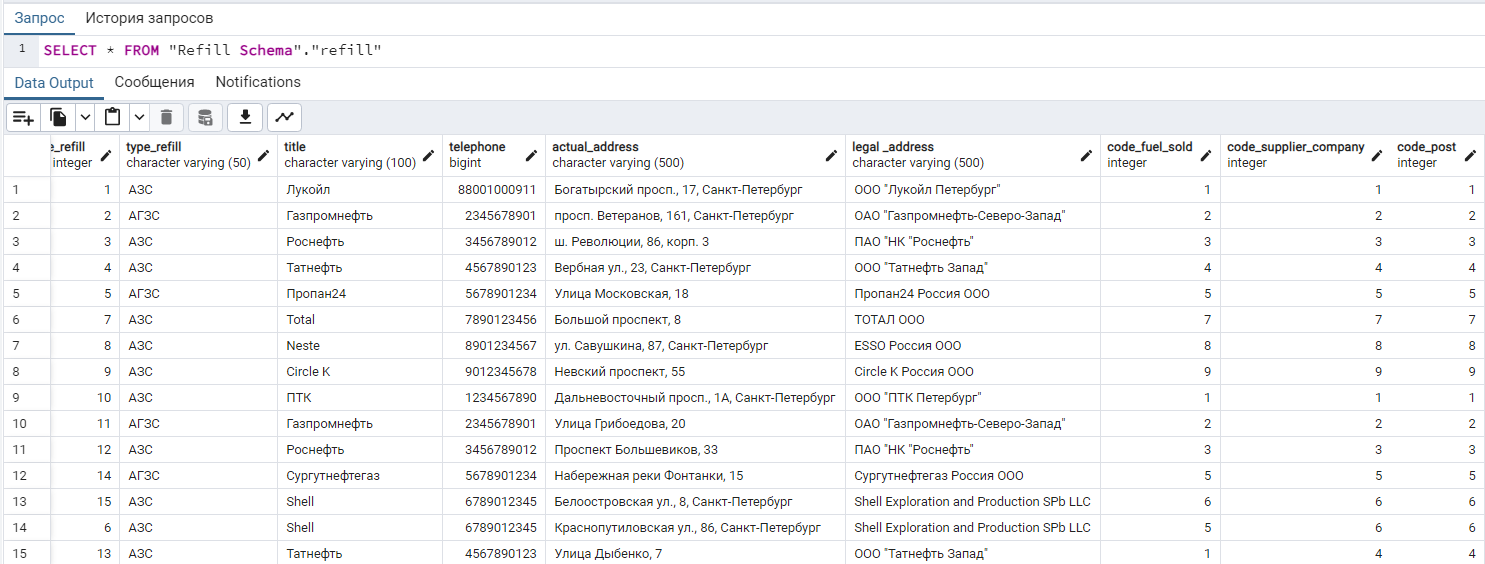 Запрос История запросов
1 SELECT * FROM "Refill Schema"."refill"
Data Output Сообщения Notifications
e_refill type_refill title telephone actual_address legal _address code_fuel_sold code_supplier_company code_post
integer character varying (50) character varying (100) bigint character varying (500) character varying (500) integer integer integer
1 1 АЗС Лукойл 88001000911 Богатырский просп., 17, Санкт-Петербург ООО "Лукойл Петербург" 1 1 1
2 2 АГЗС Газпромнефть 2345678901 просп. Ветеранов, 161, Санкт-Петербург ОАО "Газпромнефть-Северо-Запад" 2 2 2
3 3 АЗС Роснефть 3456789012 ш. Революции, 86, корп. 3 ПАО "НК "Роснефть" 3 3 3
4 4 АЗС Татнефть 4567890123 Вербная ул., 23, Санкт-Петербург ООО "Татнефть Запад" 4 4 4
5 5 АГЗС Пропан24 5678901234 Улица Московская, 18 Пропан24 Россия ООО 5 5 5
6 7 АЗС Total 7890123456 Большой проспект, 8 ТОТАЛ ООО 7 7 7
7 8 АЗС Neste 8901234567 ул. Савушкина, 87, Санкт-Петербург ESSO Россия ООО 8 8 8
8 9 АЗС Circle K 9012345678 Невский проспект, 55 Circle K Россия ООО 9 9 9
9 10 АЗС ПТК 1234567890 Дальневосточный просп., 1А, Санкт-Петербург ООО "ПТК Петербург" 1 1 1
10 11 АГЗС Газпромнефть 2345678901 Улица Грибоедова, 20 ОАО "Газпромнефть-Северо-Запад" 2 2 2
11 12 АЗС Роснефть 3456789012 Проспект Большевиков, 33 ПАО "НК "Роснефть" 3 3 3
12 14 АГЗС Сургутнефтегаз 5678901234 Набережная реки Фонтанки, 15 Сургутнефтегаз Россия ООО 5 5 5
13 15 АЗС Shell 6789012345 Белоостровская ул., 8, Санкт-Петербург Shell Exploration and Production SPb LLC 6 6 6
14 6 АЗС Shell 6789012345 Краснопутиловская ул., 86, Санкт-Петербург Shell Exploration and Production SPb LLC 5 6 6
15 13 АЗС Татнефть 4567890123 Улица Дыбенко, 7 ООО "Татнефть Запад" 1 4 4